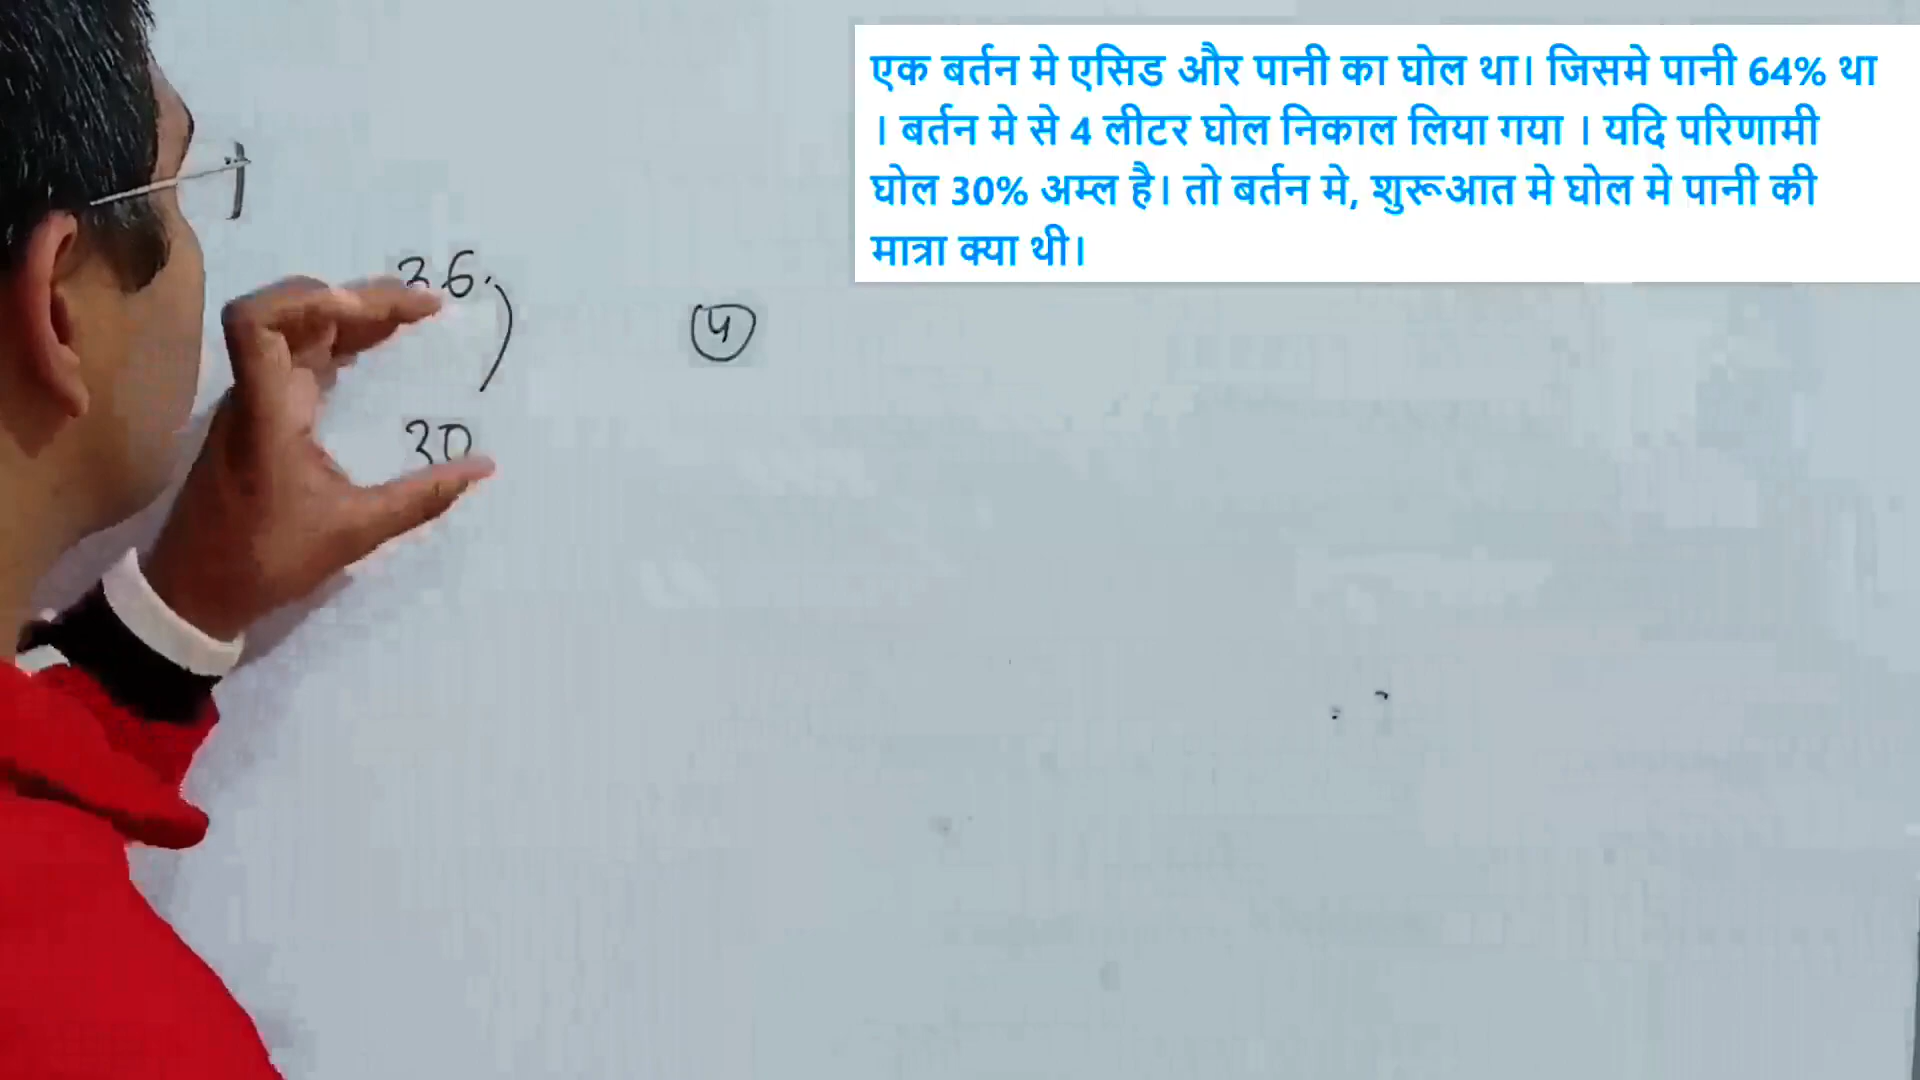 एक बर्तन मे एसिड और पानी का घोल था। जिसमे पानी 64% था
। बर्तन मे से 4 लीटर घोल निकाल लिया गया । यदि परिणामी
घोल 30% अम्ल है। तो बर्तन मे, शुरूआत मे घोल मे पानी की
मात्रा क्या थी।
36.
4
30